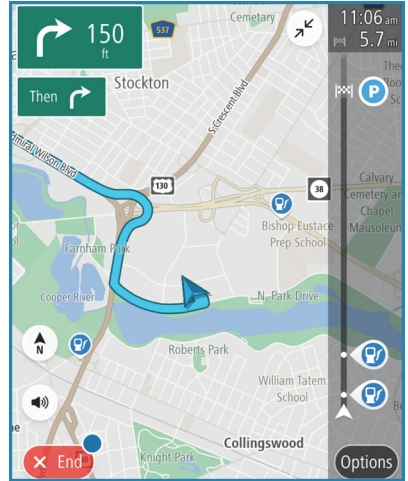 150
ft
Then
537
Cemetery
11:06 am
5.7 mi
Stockton
S.Crescent Blvd
P
Admiral Wilson Blvd
130
38
Calvary
Cemetery an
Chapel
Mausoleu
Bishop Eustace
Prep School
Farnham Park
Cooper River
N. Park Drive
N
Roberts Park
William Tatem
School
Collingswood
Knight Park
End
Options